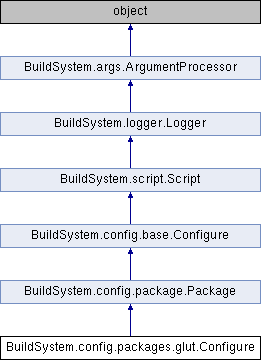 object
BuildSystem.args.ArgumentProcessor
BuildSystem.logger.Logger
BuildSystem.script.Script
BuildSystem.config.base.Configure
BuildSystem.config.package.Package
BuildSystem.config.packages.glut.Configure